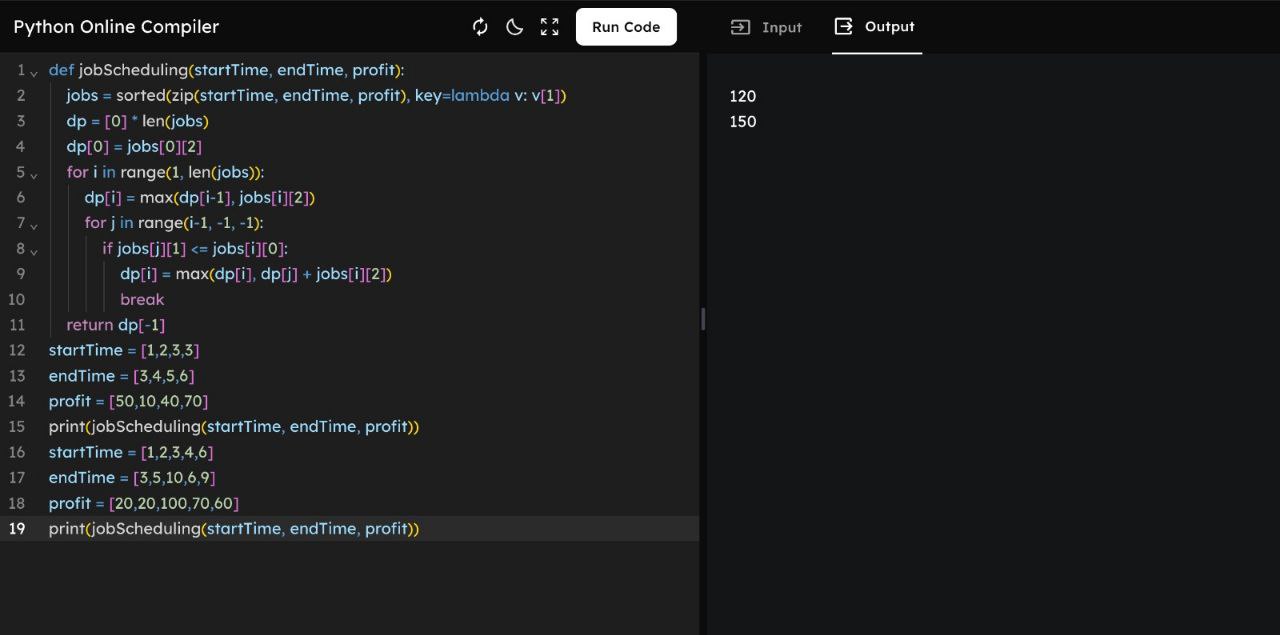 Python Online Compiler
Run Code
Input
Output
1 def jobScheduling(startTime, endTime, profit):
2     jobs = sorted(zip(startTime, endTime, profit), key=lambda v: v[1])
3     dp = [0] * len(jobs)
4     dp[0] = jobs[0][2]
5     for i in range(1, len(jobs)):
6         dp[i] = max(dp[i-1], jobs[i][2])
7         for j in range(i-1, -1, -1):
8             if jobs[j][1] <= jobs[i][0]:
9                 dp[i] = max(dp[i], dp[j] + jobs[i][2])
10                 break
11     return dp[-1]
12 startTime = [1,2,3,3]
13 endTime = [3,4,5,6]
14 profit = [50,10,40,70]
15 print(jobScheduling(startTime, endTime, profit))
16 startTime = [1,2,3,4,6]
17 endTime = [3,5,10,6,9]
18 profit = [20,20,100,70,60]
19 print(jobScheduling(startTime, endTime, profit))
120
150